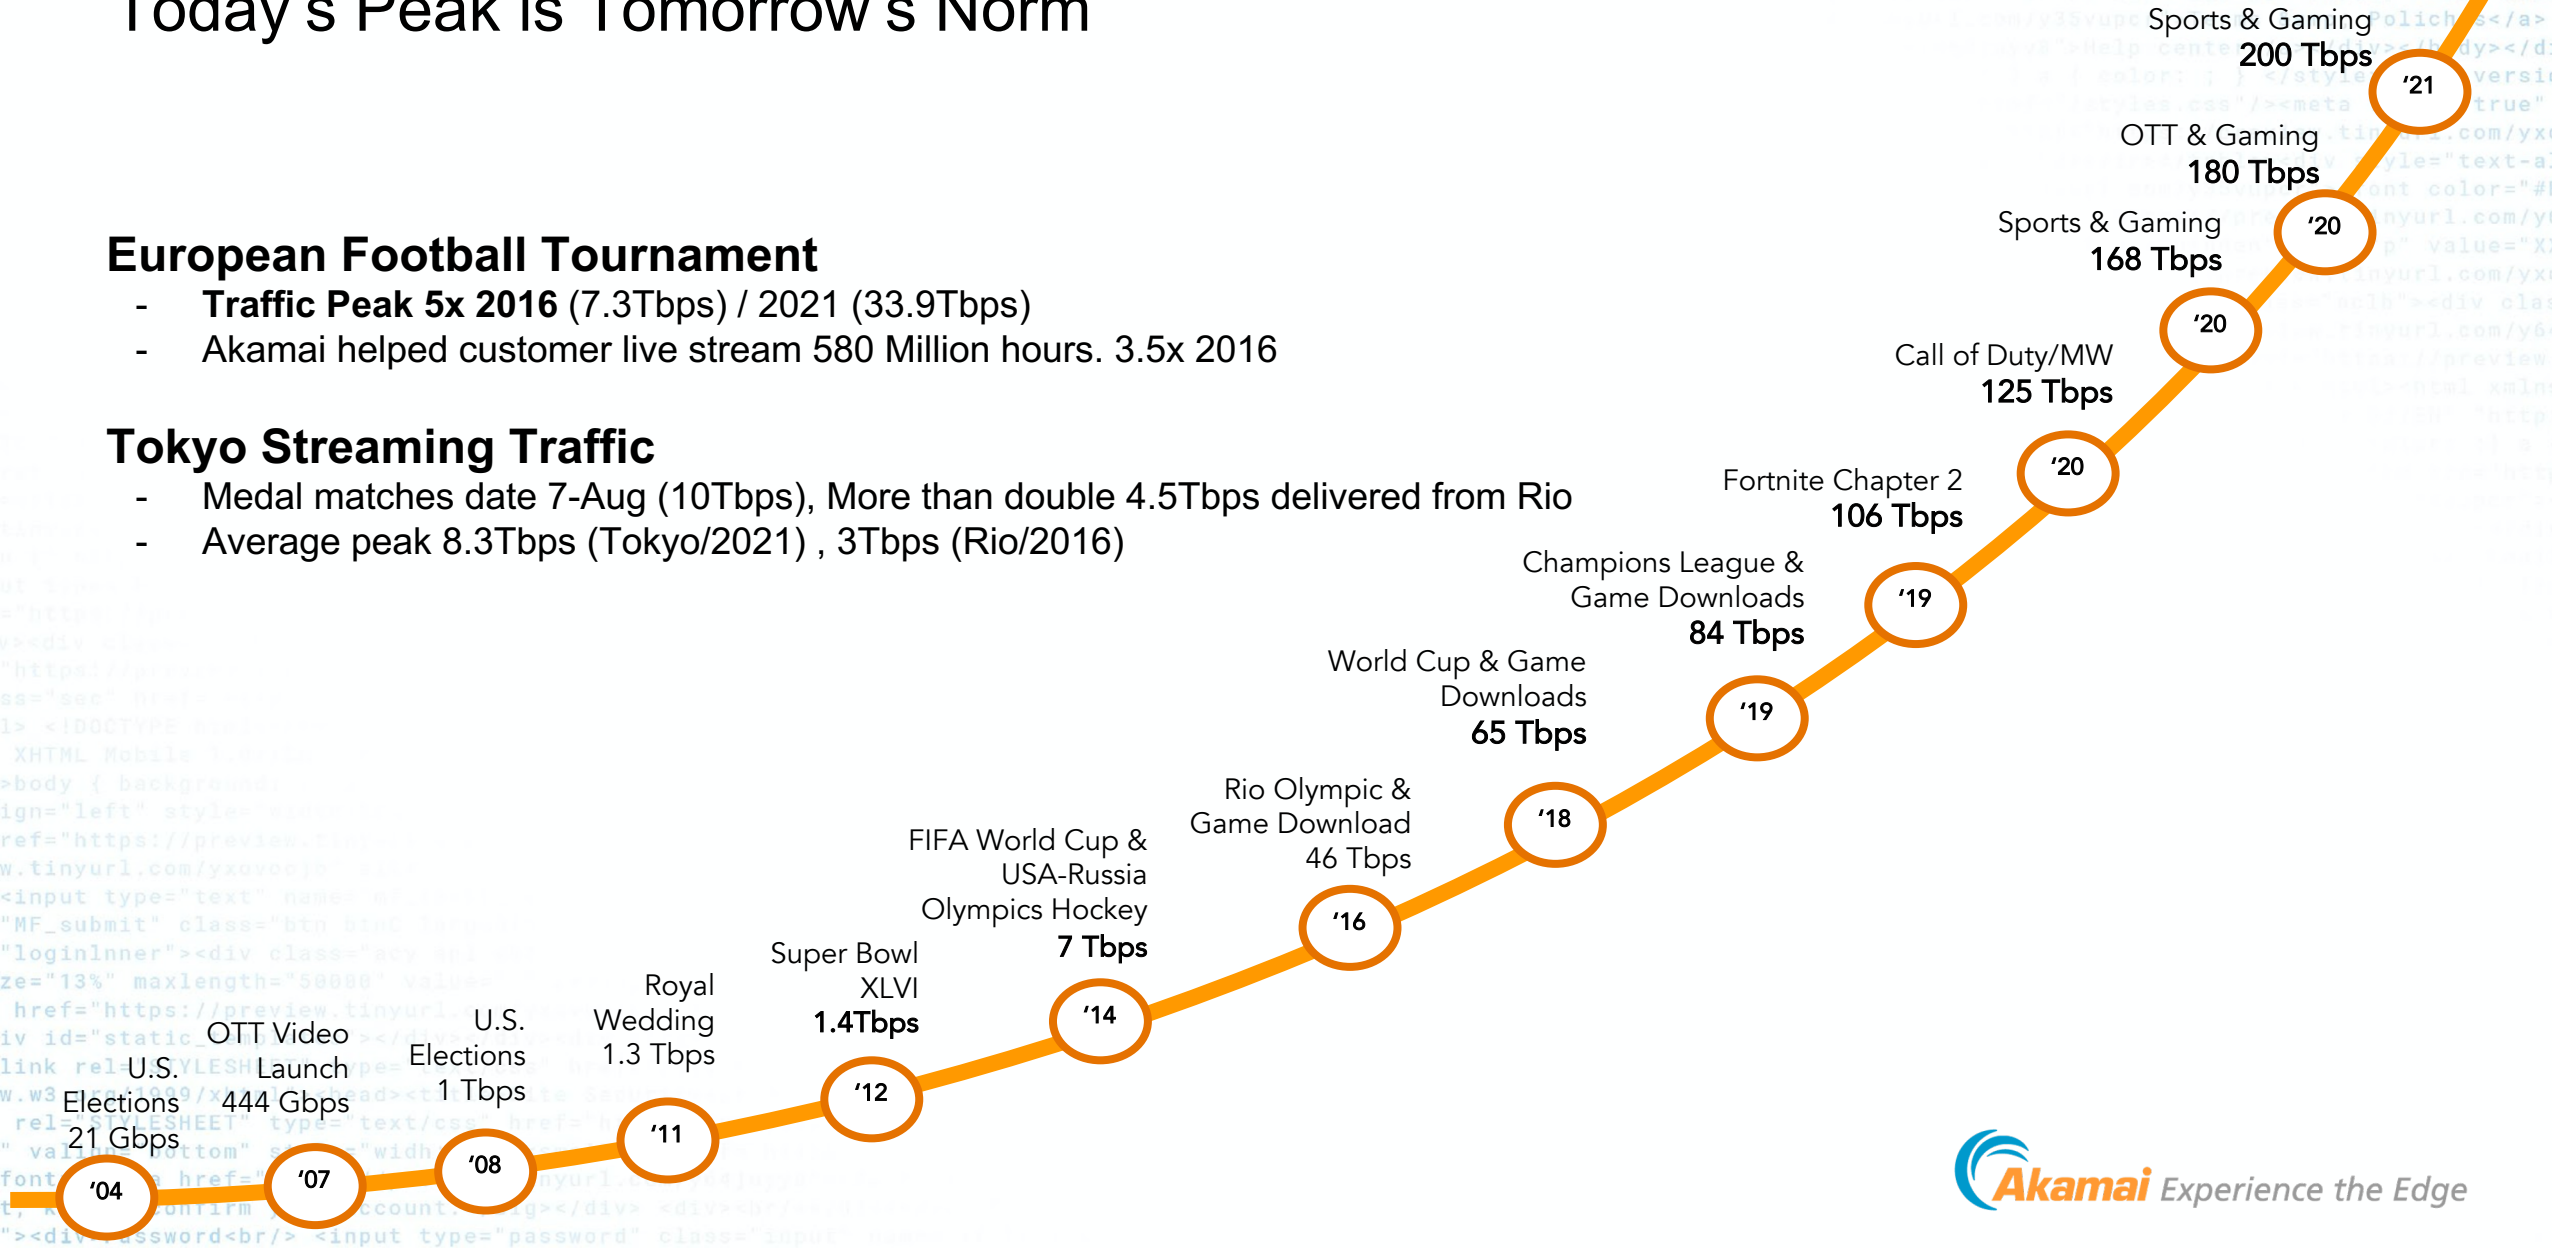 Today's Peak is Tomorrow's Norm
European Football Tournament
- Traffic Peak 5x 2016 (7.3Tbps) / 2021 (33.9Tbps)
- Akamai helped customer live stream 580 Million hours. 3.5x 2016
Tokyo Streaming Traffic
- Medal matches date 7-Aug (10Tbps), More than double 4.5Tbps delivered from Rio
- Average peak 8.3Tbps (Tokyo/2021) , 3Tbps (Rio/2016)
U.S.
Elections
21 Gbps
'04
OTT Video
Launch
444 Gbps
'07
U.S.
Elections
1 Tbps
'08
Royal
Wedding
1.3 Tbps
'11
Super Bowl
XLVI
1.4Tbps
'12
FIFA World Cup &
USA-Russia
Olympics Hockey
7 Tbps
'14
Rio Olympic &
Game Download
46 Tbps
'16
World Cup & Game
Downloads
65 Tbps
'18
Champions League &
Game Downloads
84 Tbps
'19
Fortnite Chapter 2
106 Tbps
'19
Call of Duty/MW
125 Tbps
'20
Sports & Gaming
168 Tbps
'20
OTT & Gaming
180 Tbps
'20
Sports & Gaming
200 Tbps
'21
Akamai Experience the Edge